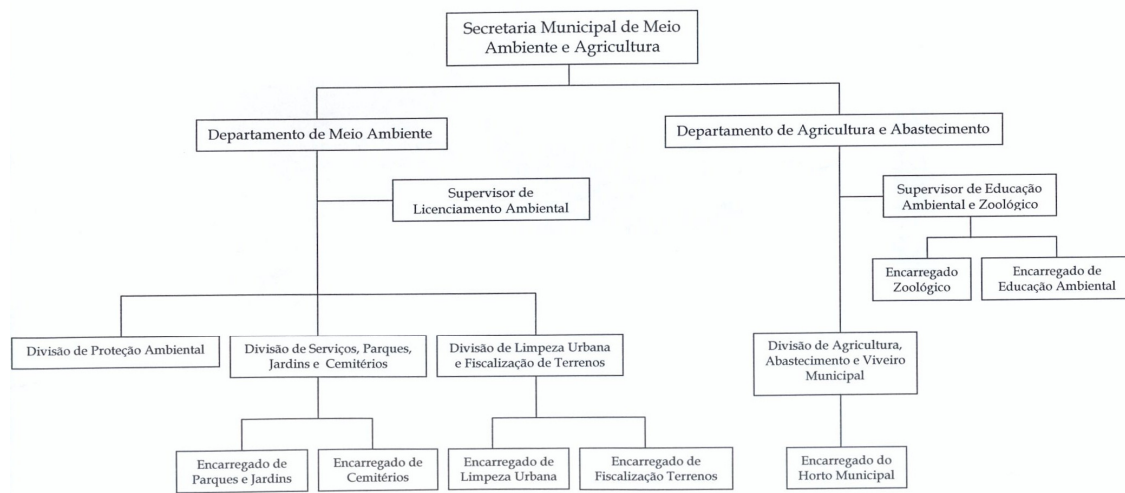 Secretaria Municipal de Meio
Ambiente e Agricultura
Departamento de Meio Ambiente
Departamento de Agricultura e Abastecimento
Supervisor de
Licenciamento Ambiental
Supervisor de Educação
Ambiental e Zoológico
Encarregado
Zoológico
Encarregado de
Educação Ambiental
Divisão de Proteção Ambiental
Divisão de Serviços, Parques,
Jardins e Cemitérios
Divisão de Limpeza Urbana
e Fiscalização de Terrenos
Divisão de Agricultura,
Abastecimento e Viveiro
Municipal
Encarregado de
Parques e Jardins
Encarregado de
Cemitérios
Encarregado de
Limpeza Urbana
Encarregado de
Fiscalização Terrenos
Encarregado do
Horto Municipal